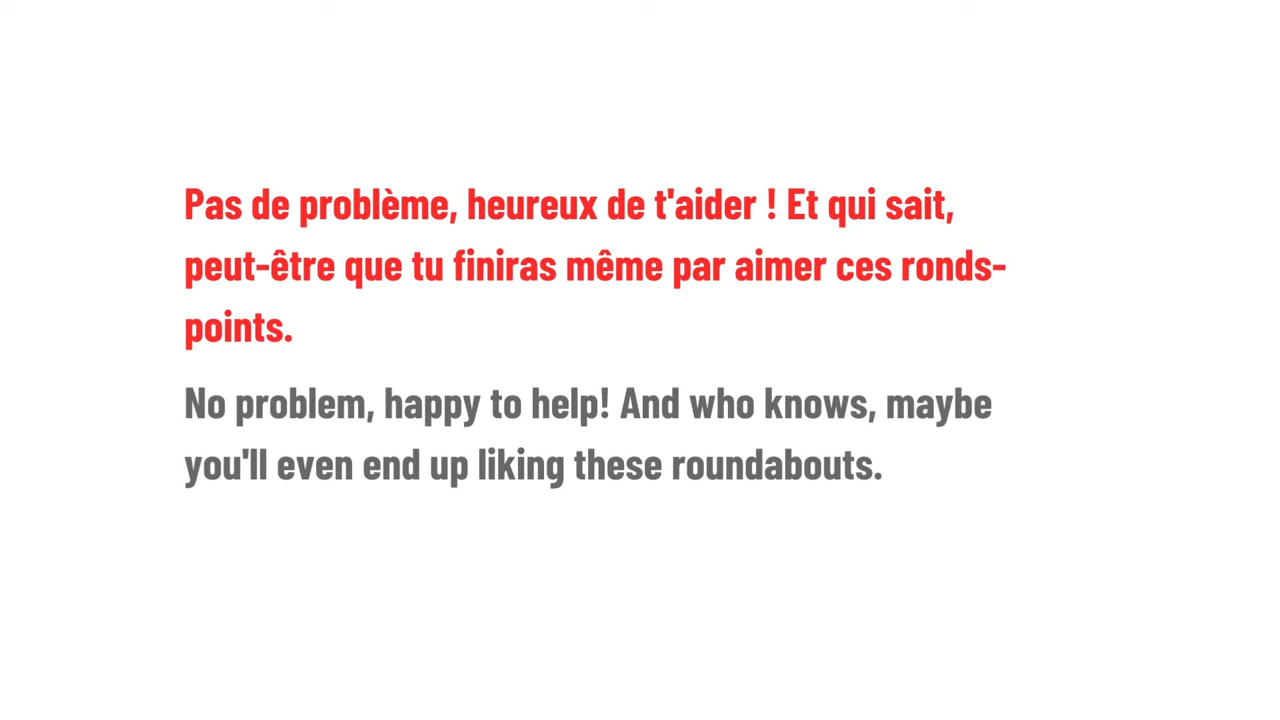 Pas de problème, heureux de t'aider ! Et qui sait,
peut-être que tu finiras même par aimer ces ronds-
points.
No problem, happy to help! And who knows, maybe
you'll even end up liking these roundabouts.